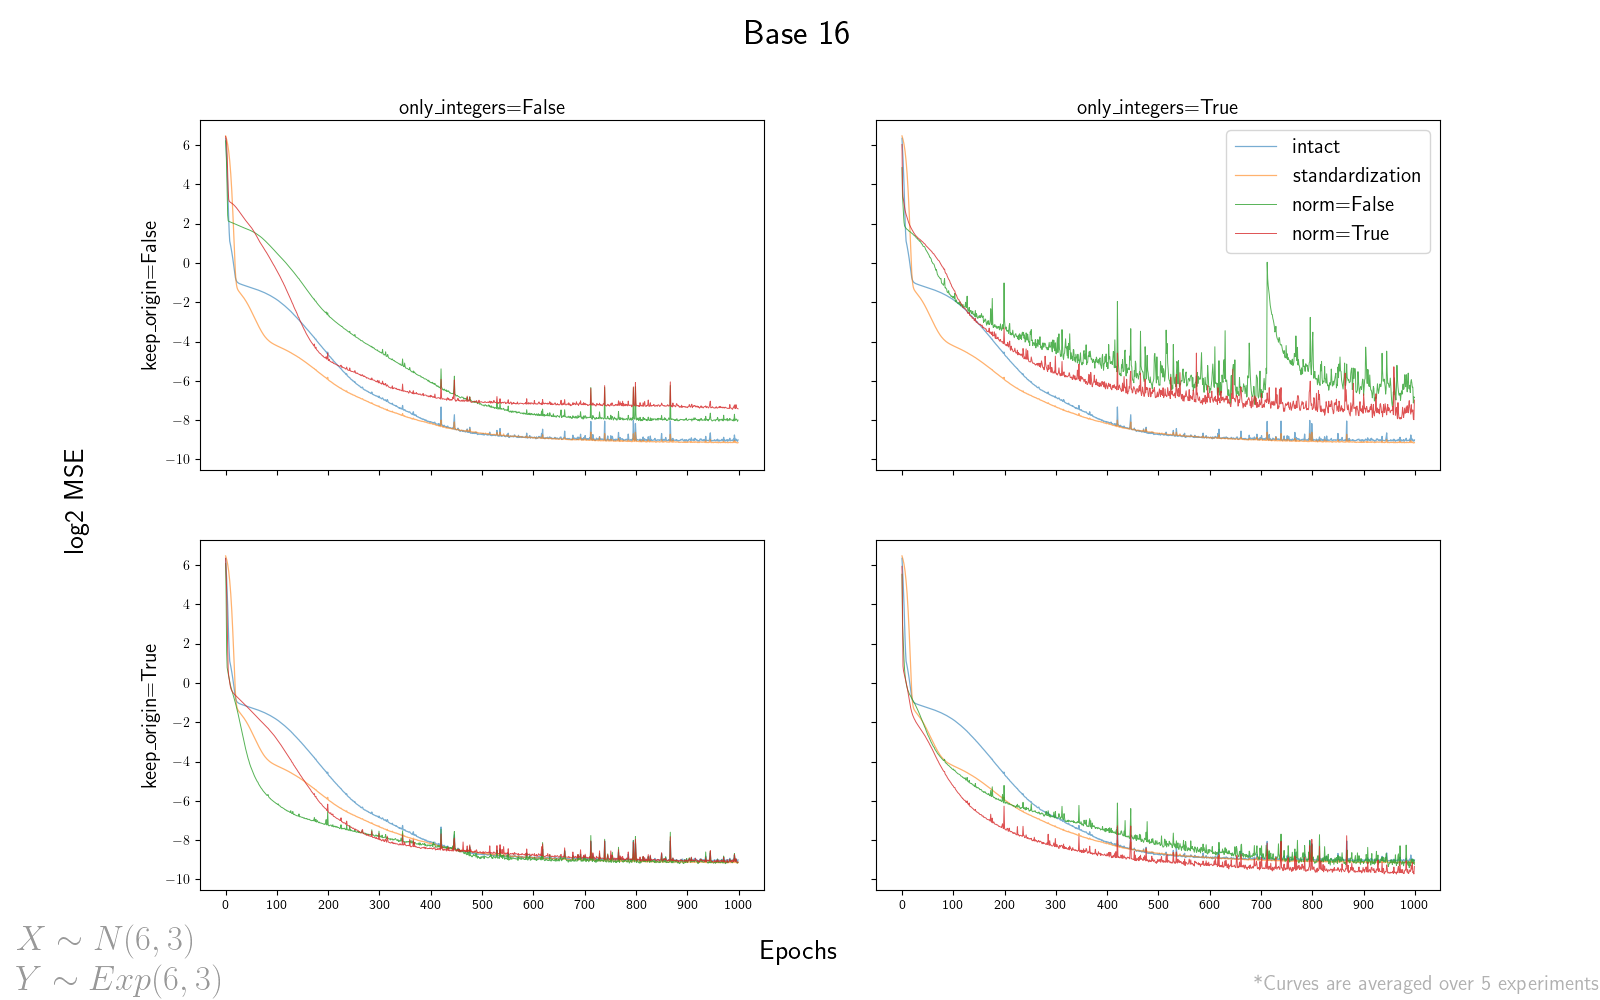 Base 16
only_integers=False
only_integers=True
6
4
2
0
−2
−4
−6
−8
−10
keep_origin=False
intact
standardization
norm=False
norm=True
log2 MSE
6
4
2
0
−2
−4
−6
−8
−10
keep_origin=True
0 100 200 300 400 500 600 700 800 900 1000
0 100 200 300 400 500 600 700 800 900 1000
Epochs
X ∼ N(6, 3)
Y ∼ Exp(6, 3)
*Curves are averaged over 5 experiments